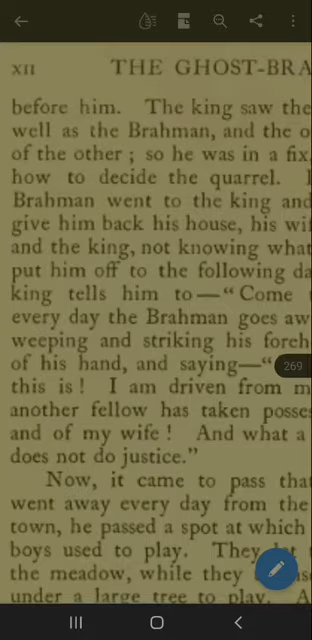 XII THE GHOST-BRA
before him. The king saw the
well as the Brahman, and the o
of the other; so he was in a fix
how to decide the quarrel.
Brahman went to the king and
give him back his house, his wi
and the king, not knowing what
put him off to the following da
king tells him to—“Come
every day the Brahman goes aw
weeping and striking his foreh
of his hand, and saying—“
269
this is! I am driven from m
another fellow has taken posse
and of my wife! And what a
does not do justice.”
Now, it came to pass that
went away every day from the
town, he passed a spot at which
boys used to play. They
the meadow, while they
under a large tree to play. A